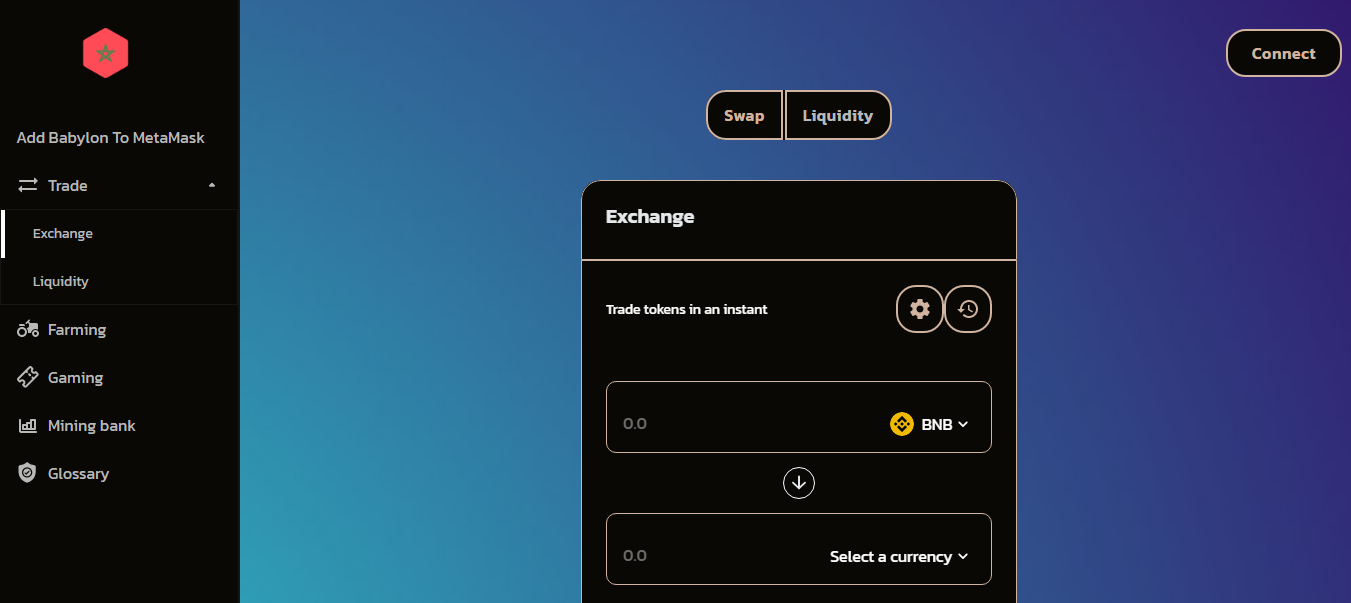 Connect
Swap
Liquidity
Add Babylon To MetaMask
Trade
Exchange
Liquidity
Farming
Gaming
Mining bank
Glossary
Exchange
Trade tokens in an instant
0.0
BNB
0.0
Select a currency